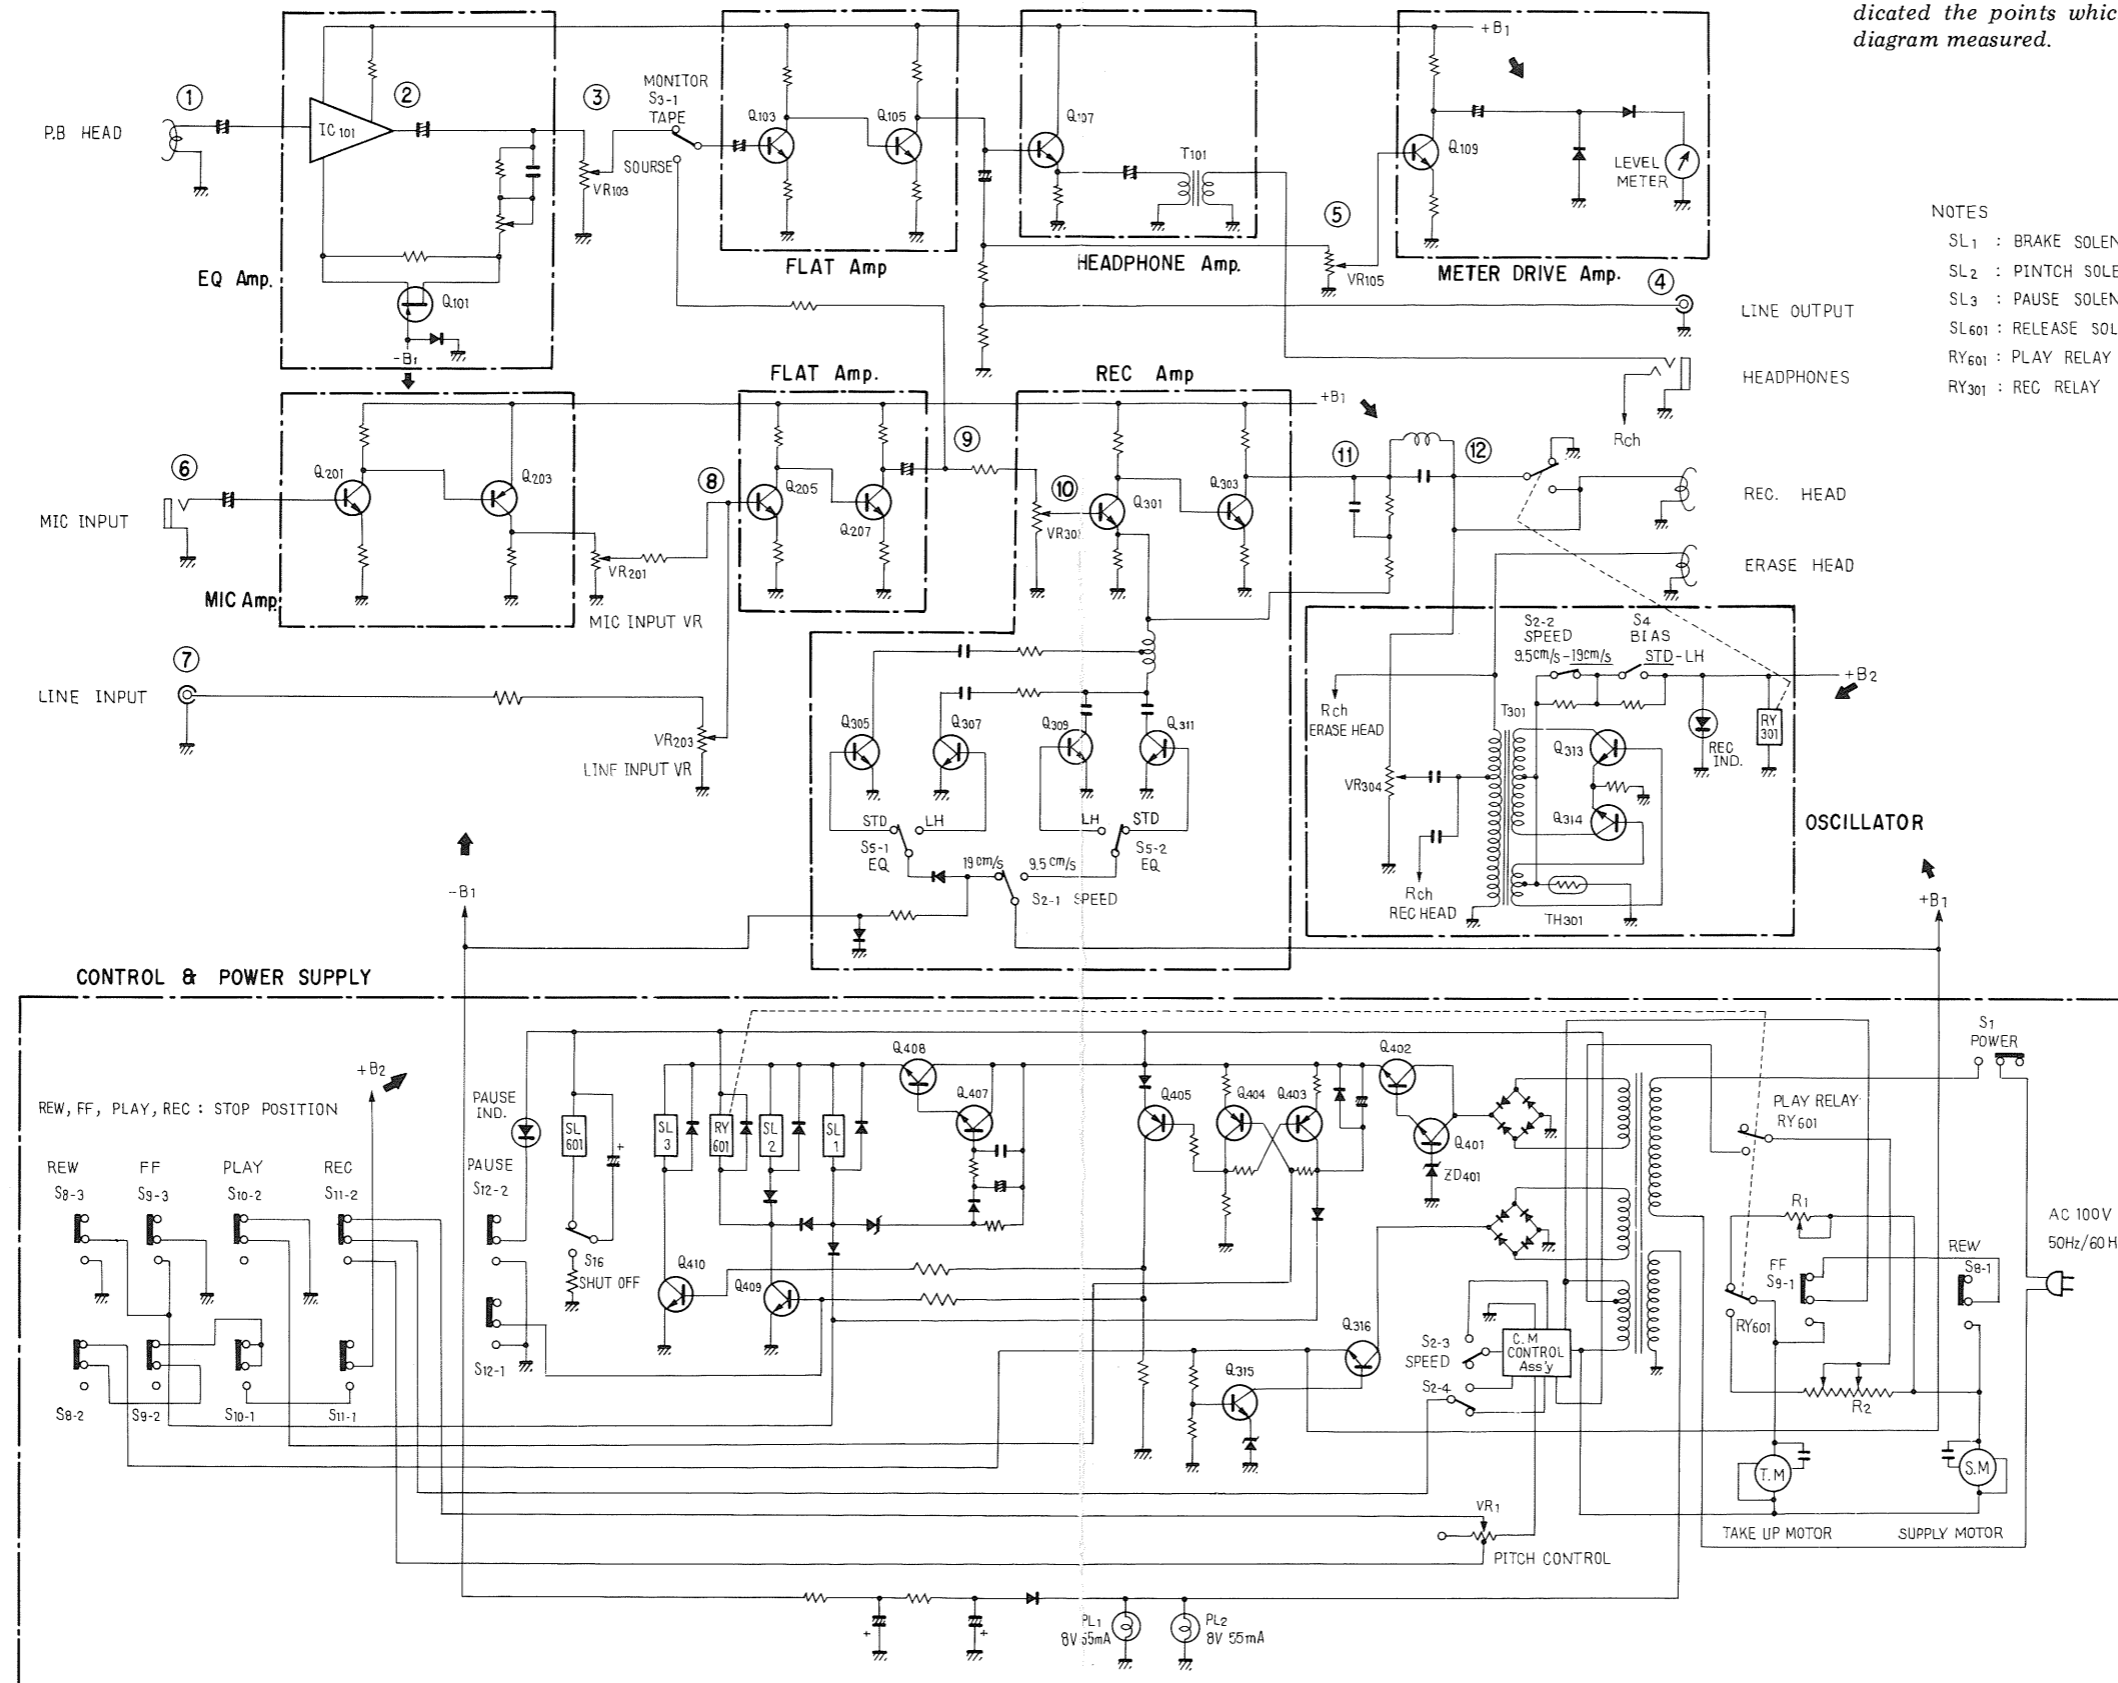 dicated the points whic
diagram measured.
+B1
MONITOR
S3-1
TAPE
SOURSE
1
2
3
P.B HEAD
IC101
VR103
Q103
Q105
Q107
T101
5
Q109
LEVEL
METER
NOTES
SL1 : BRAKE SOLEN
SL2 : PINTCH SOLE
SL3 : PAUSE SOLEN
SL601 : RELEASE SOL
RY601 : PLAY RELAY
RY301 : REC RELAY
EQ Amp.
Q101
-B1
FLAT Amp
HEADPHONE Amp.
VR105
METER DRIVE Amp.
4
LINE OUTPUT
HEADPHONES
Rch
FLAT Amp.
REC Amp
+B1
6
MIC INPUT
Q201
Q203
MIC Amp.
VR201
MIC INPUT VR
8
Q205
Q207
9
10
VR30
Q301
Q303
11
12
REC. HEAD
ERASE HEAD
7
LINE INPUT
VR203
LINE INPUT VR
Q305
Q307
Q309
Q311
STD
LH
LH
STD
S5-1
EQ
S5-2
EQ
19cm/s
9.5cm/s
S2-1 SPEED
S2-2
SPEED
S4
BIAS
9.5cm/s-19cm/s
STD-LH
+B2
Rch
ERASE HEAD
T301
Q313
Q314
REC
IND.
RY
301
VR304
Rch
REC HEAD
TH301
OSCILLATOR
-B1
+B1
CONTROL & POWER SUPPLY
+B2
REW, FF, PLAY, REC : STOP POSITION
REW
S8-3
FF
S9-3
PLAY
S10-2
REC
S11-2
S8-2
S9-2
S10-1
S11-1
PAUSE
IND.
PAUSE
S12-2
S12-1
SL
601
+
S16
SHUT OFF
SL
3
RY
601
SL
2
SL
1
Q408
Q407
Q410
Q409
Q405
Q404
Q403
Q402
Q401
ZD401
Q316
Q315
S2-3
SPEED
S2-4
C.M
CONTROL
Ass'y
S1
POWER
PLAY RELAY
RY601
R1
FF
S9-1
REW
S8-1
AC 100V
50Hz/60H
RY601
R2
T.M
S.M
TAKE UP MOTOR
SUPPLY MOTOR
VR1
PITCH CONTROL
+
+
PL1
8V 55mA
PL2
8V 55mA